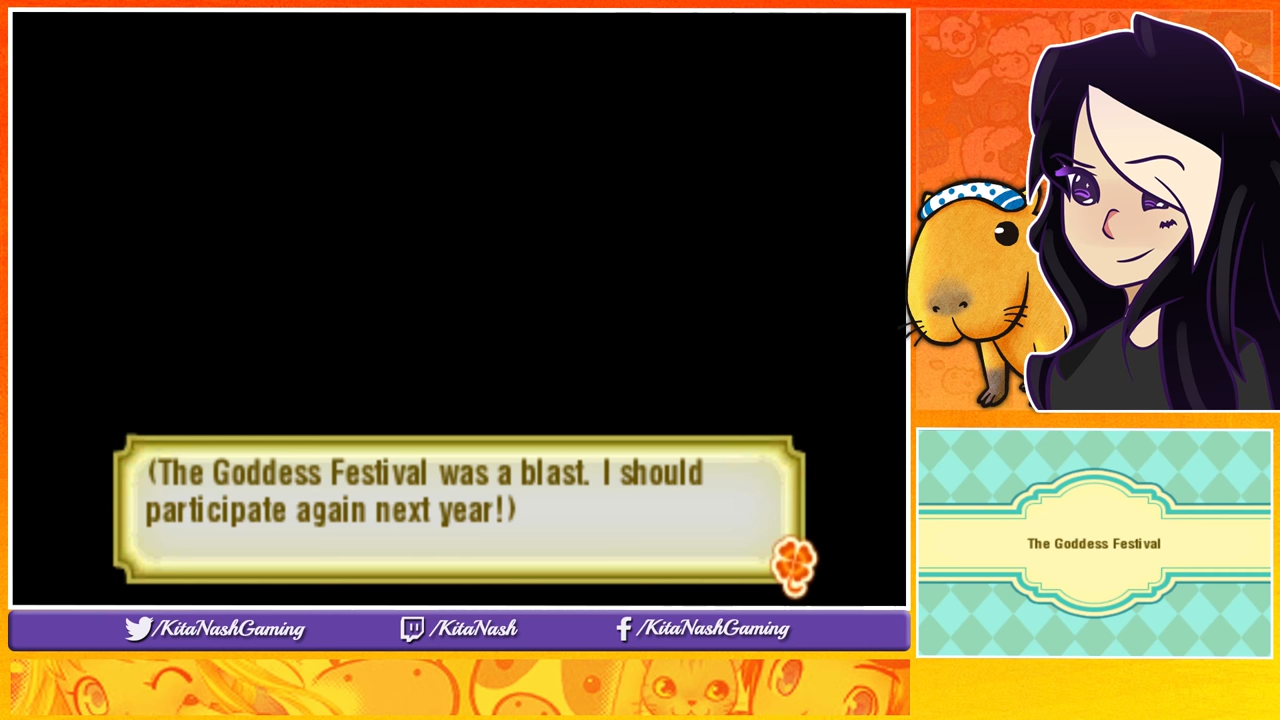 (The Goddess Festival was a blast. I should
participate again next year!)
The Goddess Festival
/KitaNashGaming
/KitaNash
/KitaNashGaming